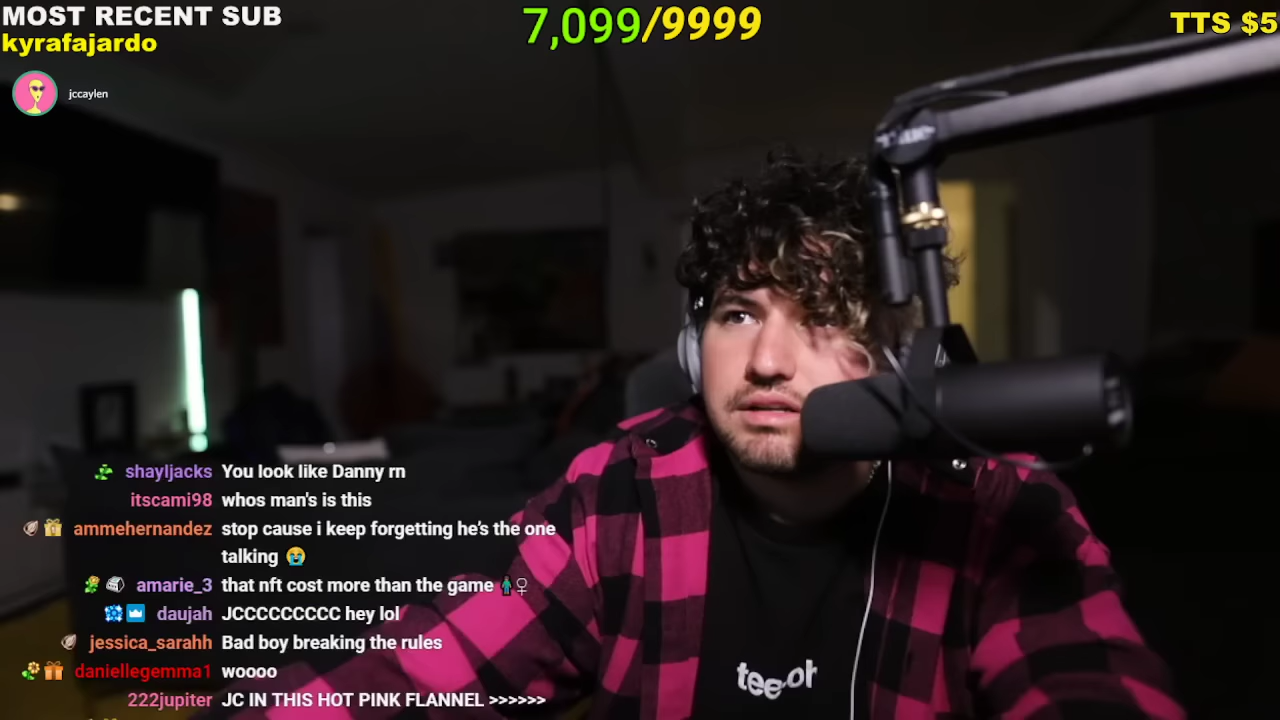 MOST RECENT SUB
kyrafajardo
7,099/9999
TTS $5
jccaylen
shayljacks You look like Danny rn
itscami98 whos man's is this
ammehernandez stop cause i keep forgetting he's the one
talking 😭
amarie_3 that nft cost more than the game
daujah JCCCCCCCCC hey lol
jessica_sarahh Bad boy breaking the rules
daniellegemma1 woooo
222jupiter JC IN THIS HOT PINK FLANNEL >>>>>>